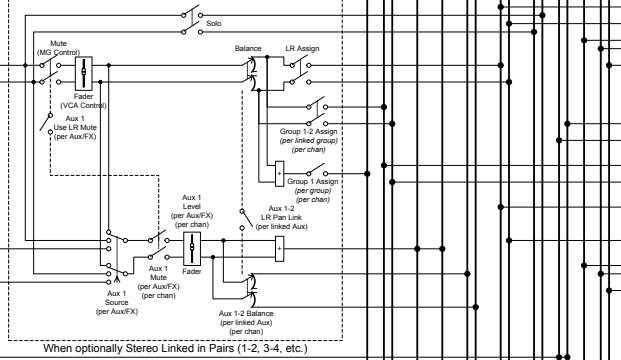 Solo
Mute
(MG Control)
Balance
LR Assign
Fader
(VCA Control)
Aux 1
Use LR Mute
(per Aux/FX)
Group 1-2 Assign
(per linked group)
(per chan)
+
Group 1 Assign
(per group)
(per chan)
Aux 1
Level
(per Aux/FX)
(per chan)
Aux 1-2
LR Pan Link
(per linked Aux)
+
Fader
Aux 1
Mute
(per Aux/FX)
(per chan)
Aux 1
Source
(per Aux/FX)
Aux 1-2 Balance
(per linked Aux)
(per chan)
When optionally Stereo Linked in Pairs (1-2, 3-4, etc.)